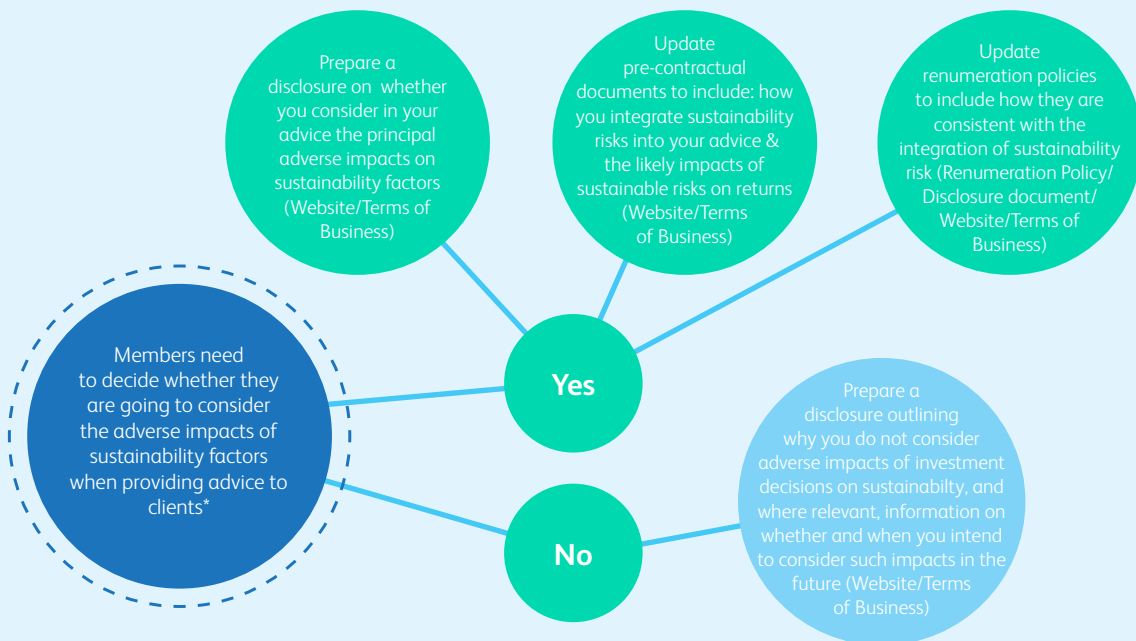 Prepare a
disclosure on whether
you consider in your
advice the principal
adverse impacts on
sustainability factors
(Website/Terms of
Business)
Update
pre-contractual
documents to include: how
you integrate sustainability
risks into your advice &
the likely impacts of
sustainable risks on returns
(Website/Terms
of Business)
Update
renumeration policies
to include how they are
consistent with the
integration of sustainability
risk (Renumeration Policy/
Disclosure document/
Website/Terms of
Business)
Members need
to decide whether they
are going to consider
the adverse impacts of
sustainability factors
when providing advice to
clients*
Yes
No
Prepare a
disclosure outlining
why you do not consider
adverse impacts of investment
decisions on sustainabilty, and
where relevant, information on
whether and when you intend
to consider such impacts in the
future (Website/Terms
of Business)